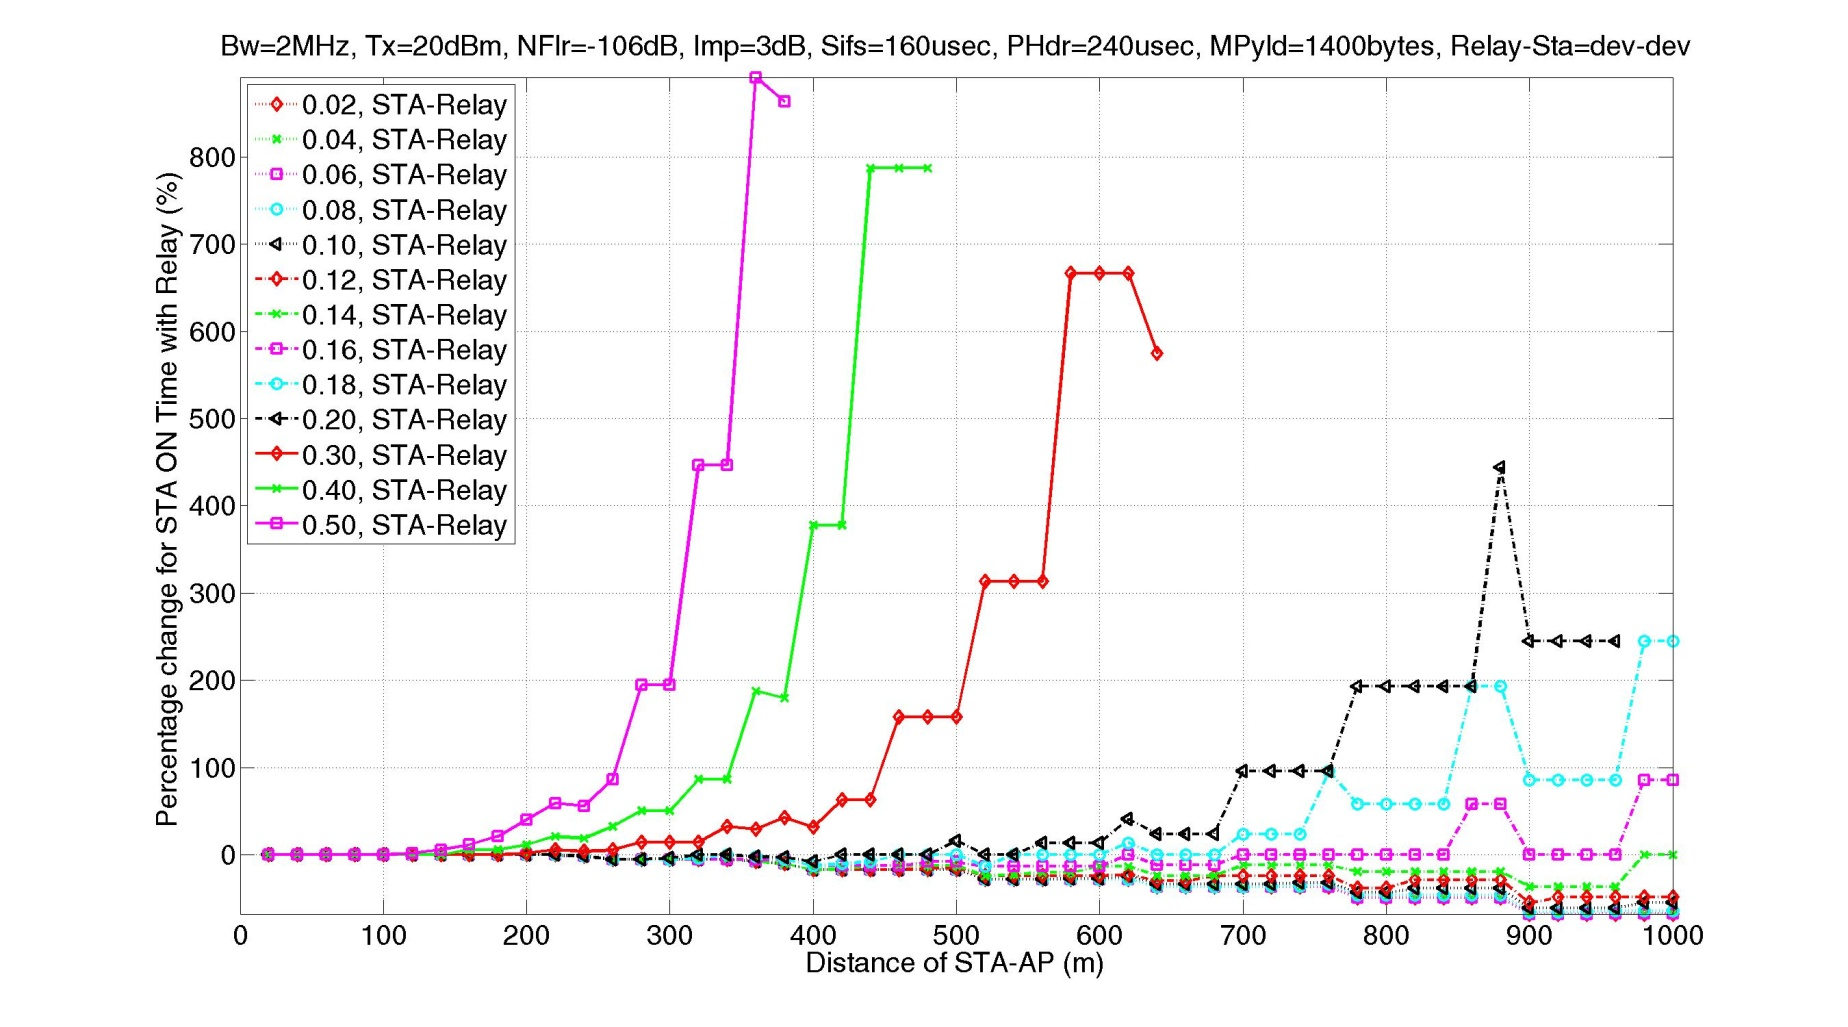 Bw=2MHz, Tx=20dBm, NFlr=-106dB, Imp=3dB, Sifs=160usec, PHdr=240usec, MPyld=1400bytes, Relay-Sta=dev-dev
0.02, STA-Relay
0.04, STA-Relay
0.06, STA-Relay
0.08, STA-Relay
0.10, STA-Relay
0.12, STA-Relay
0.14, STA-Relay
0.16, STA-Relay
0.18, STA-Relay
0.20, STA-Relay
0.30, STA-Relay
0.40, STA-Relay
0.50, STA-Relay
Percentage change for STA ON Time with Relay (%)
800
700
600
500
400
300
200
100
0
0 100 200 300 400 500 600 700 800 900 1000
Distance of STA-AP (m)